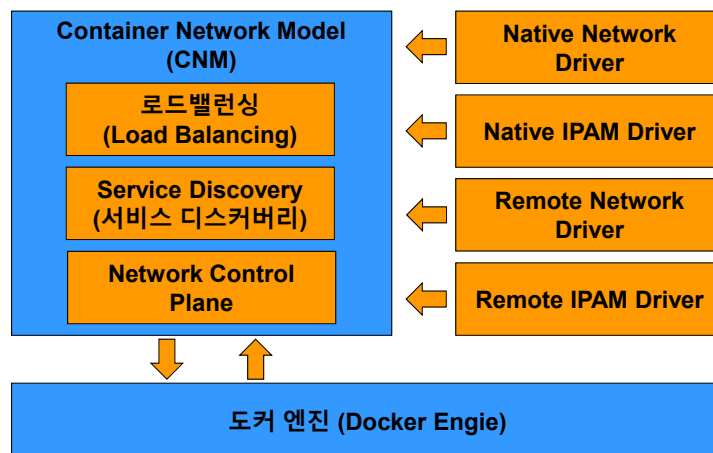 Container Network Model
(CNM)
로드밸런싱
(Load Balancing)
Service Discovery
(서비스 디스커버리)
Network Control
Plane
Native Network
Driver
Native IPAM Driver
Remote Network
Driver
Remote IPAM Driver
도커 엔진 (Docker Engie)